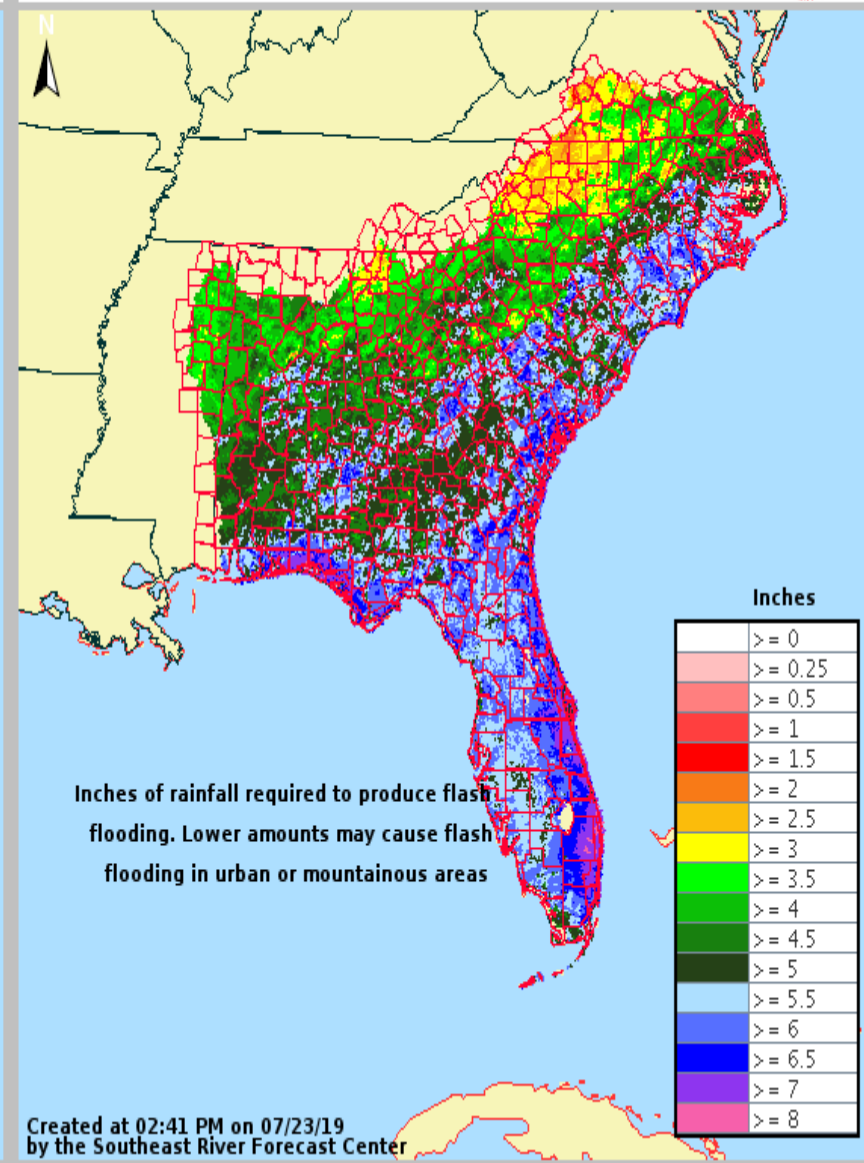 N
Inches of rainfall required to produce flash
flooding. Lower amounts may cause flash
flooding in urban or mountainous areas
Inches
>= 0
>= 0.25
>= 0.5
>= 1
>= 1.5
>= 2
>= 2.5
>= 3
>= 3.5
>= 4
>= 4.5
>= 5
>= 5.5
>= 6
>= 6.5
>= 7
>= 8
Created at 02:41 PM on 07/23/19
by the Southeast River Forecast Center